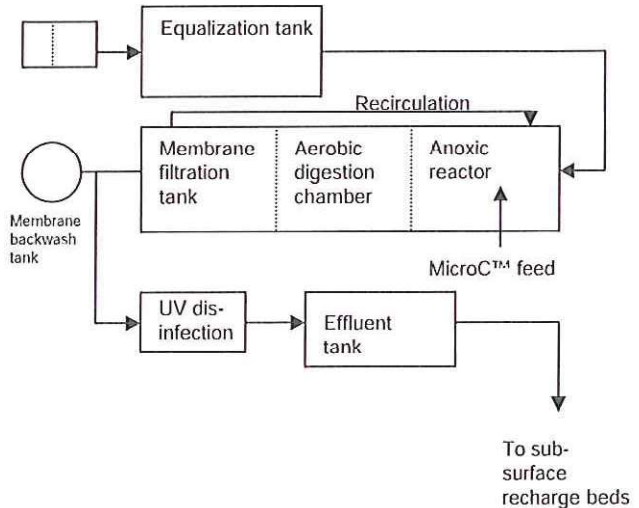 Equalization tank
Recirculation
Membrane
filtration
tank
Aerobic
digestion
chamber
Anoxic
reactor
Membrane
backwash
tank
MicroC™ feed
UV dis-
infection
Effluent
tank
To sub-
surface
recharge beds